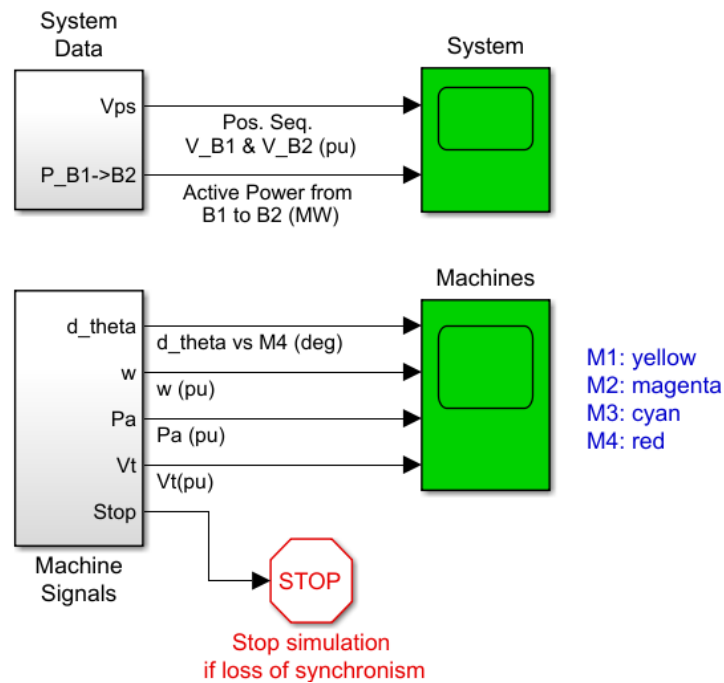 System
Data
System
Vps
Pos. Seq.
V_B1 & V_B2 (pu)
P_B1->B2
Active Power from
B1 to B2 (MW)
Machines
d_theta
d_theta vs M4 (deg)
w
w (pu)
Pa
Pa (pu)
Vt
Vt(pu)
Stop
M1: yellow
M2: magenta
M3: cyan
M4: red
Machine
Signals
STOP
Stop simulation
if loss of synchronism